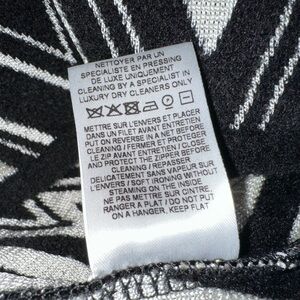 NETTOYER PAR UN
SPECIALISTE EN PRESSING
DE LUXE UNIQUEMENT
CLEANING BY A SPECIALIST IN
LUXURY DRY CLEANERS ONLY
METTRE SUR L'ENVERS ET PLACER
DANS UN FILET AVANT ENTRETIEN
PUT ON REVERSE IN A NET BEFORE
CLEANING / FERMER ET PROTEGER
LE ZIP AVANT ENTRETIEN / CLOSE
AND PROTECT THE ZIPPER BEFORE
CLEANING / REPASSER
DELICATEMENT SANS VAPEUR SUR
L'ENVERS / SOFT IRONING WITHOUT
STEAMING ON THE INSIDE
NE PAS METTRE SUR CINTRE,
RANGER A PLAT / DO NOT PUT
ON A HANGER, KEEP FLAT